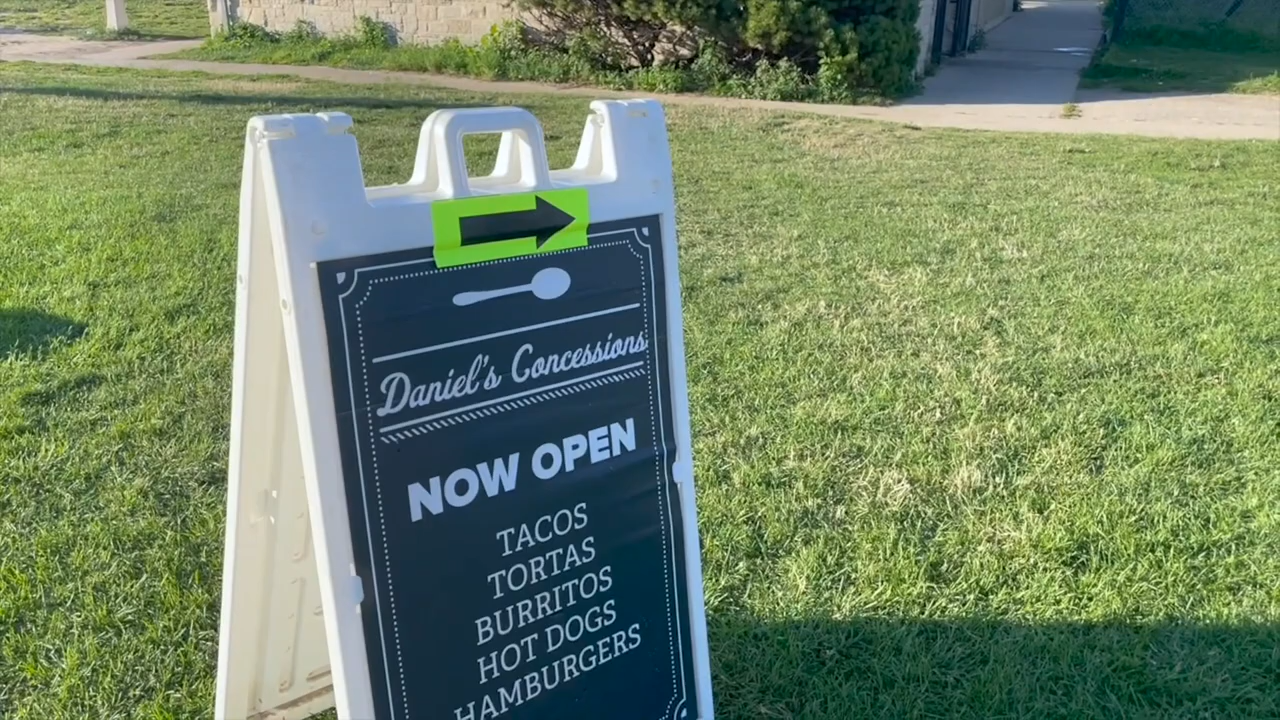 Daniel's Concessions
NOW OPEN
TACOS
TORTAS
BURRITOS
HOT DOGS
HAMBURGERS